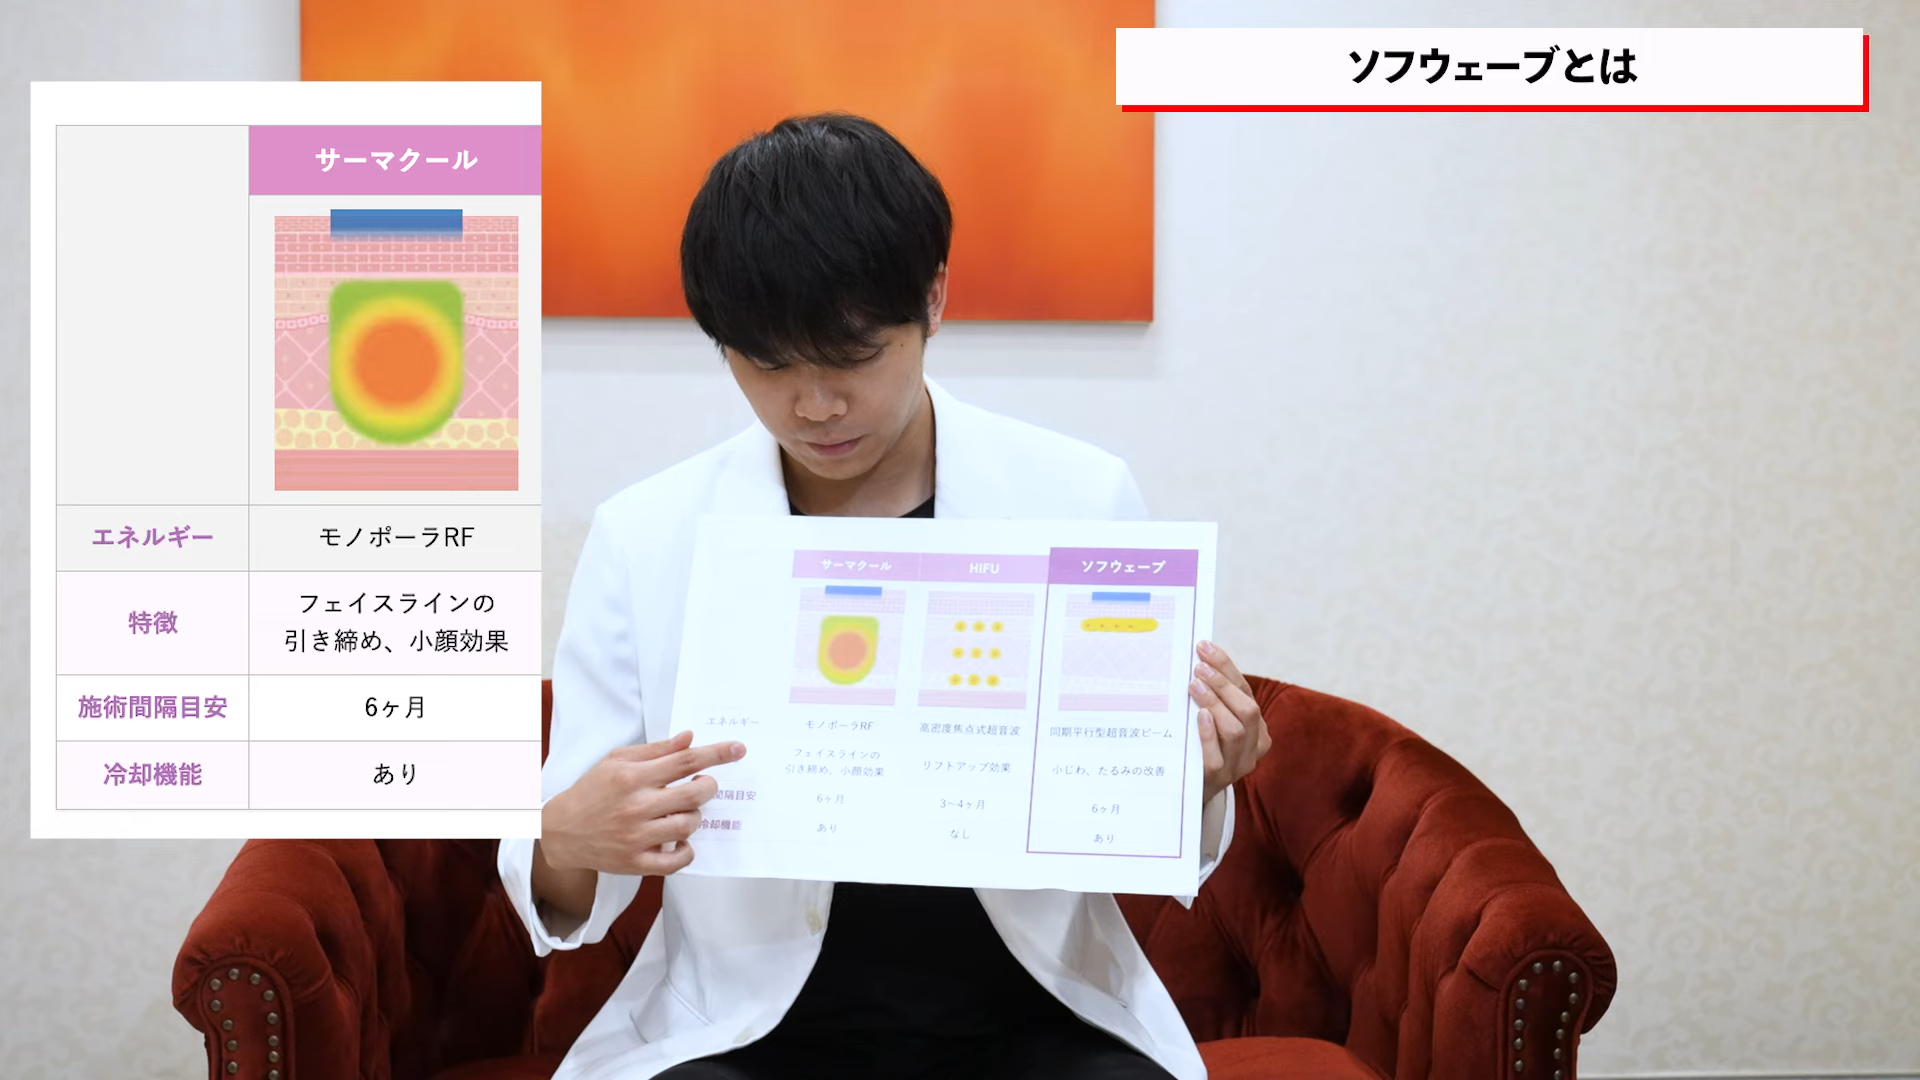 ソフウェーブとは
サーマクール
エネルギー
モノポーラRF
特徴
フェイスラインの
引き締め、小顔効果
施術間隔目安
6ヶ月
冷却機能
あり
サーマクール
HIFU
ソフウェーブ
エネルギー
モノポーラRF
高密度焦点式超音波
同期平行型超音波ビーム
フェイスラインの
引き締め、小顔効果
リフトアップ効果
小じわ、たるみの改善
間隔目安
6ヶ月
3〜4ヶ月
6ヶ月
冷却機能
あり
なし
あり